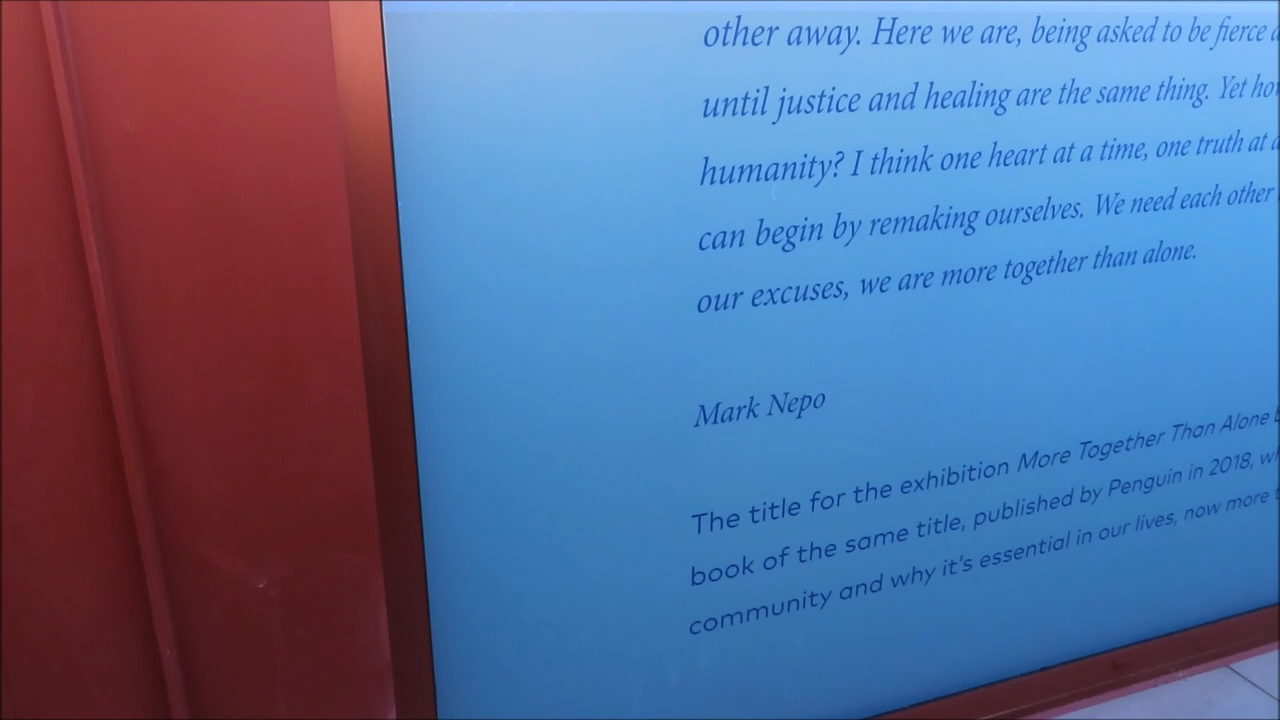 other away. Here we are, being asked to be fierce
until justice and healing are the same thing. Yet
humanity? I think one heart at a time, one truth at
can begin by remaking ourselves. We need each other
our excuses, we are more together than alone.
Mark Nepo
The title for the exhibition More Together Than Alone
book of the same title, published by Penguin in 2018,
community and why it's essential in our lives, now more